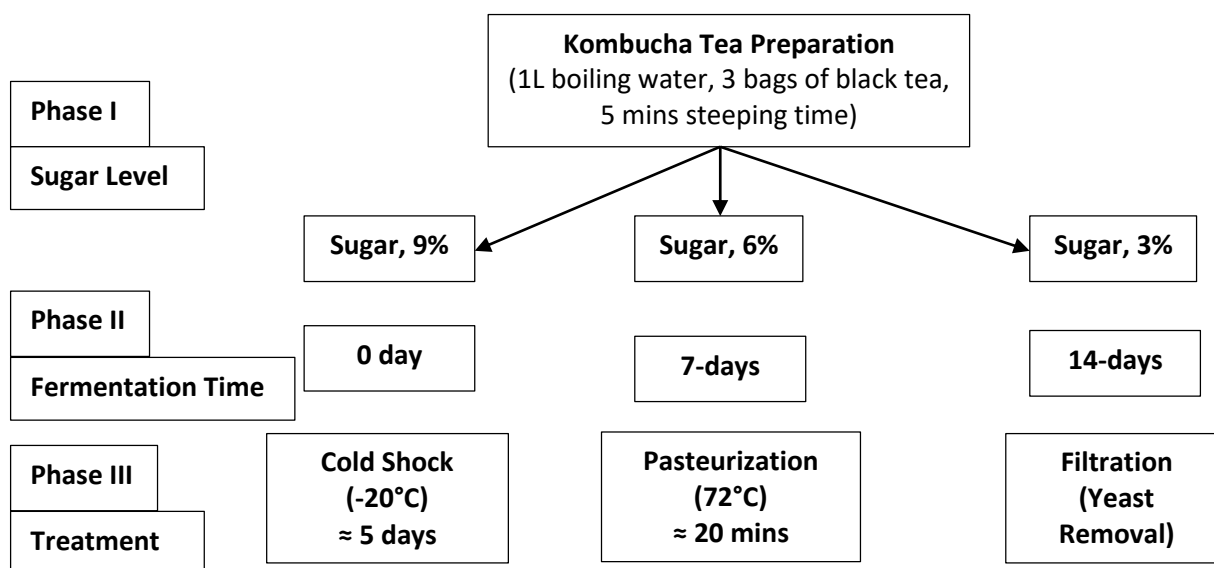 Kombucha Tea Preparation
(1L boiling water, 3 bags of black tea,
5 mins steeping time)
Phase I
Sugar Level
Sugar, 9%
Sugar, 6%
Sugar, 3%
Phase II
Fermentation Time
0 day
7-days
14-days
Phase III
Treatment
Cold Shock
(-20°C)
≈ 5 days
Pasteurization
(72°C)
≈ 20 mins
Filtration
(Yeast
Removal)